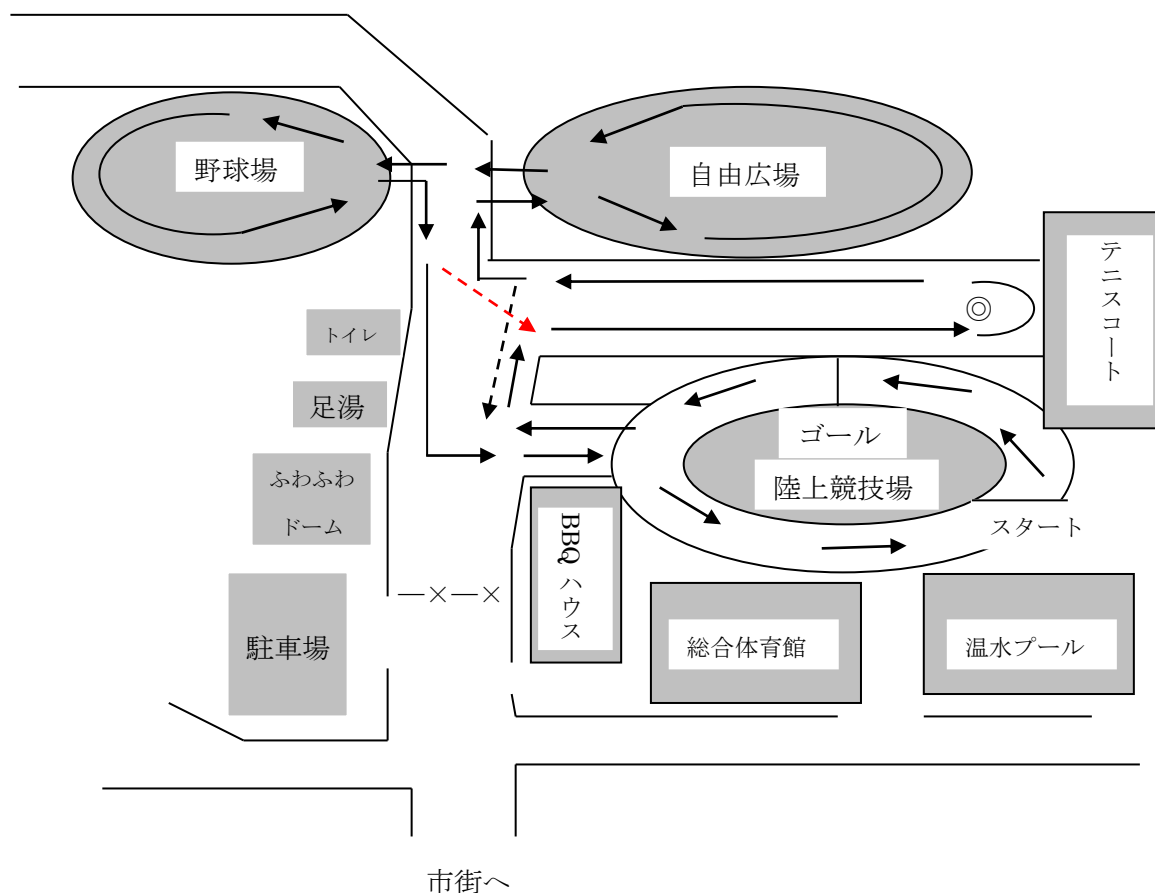 野球場
自由広場
テニスコート
◎
トイレ
足湯
ゴール
ふわふわ
ドーム
陸上競技場
スタート
BBQハウス
―×―×
駐車場
総合体育館
温水プール
市街へ